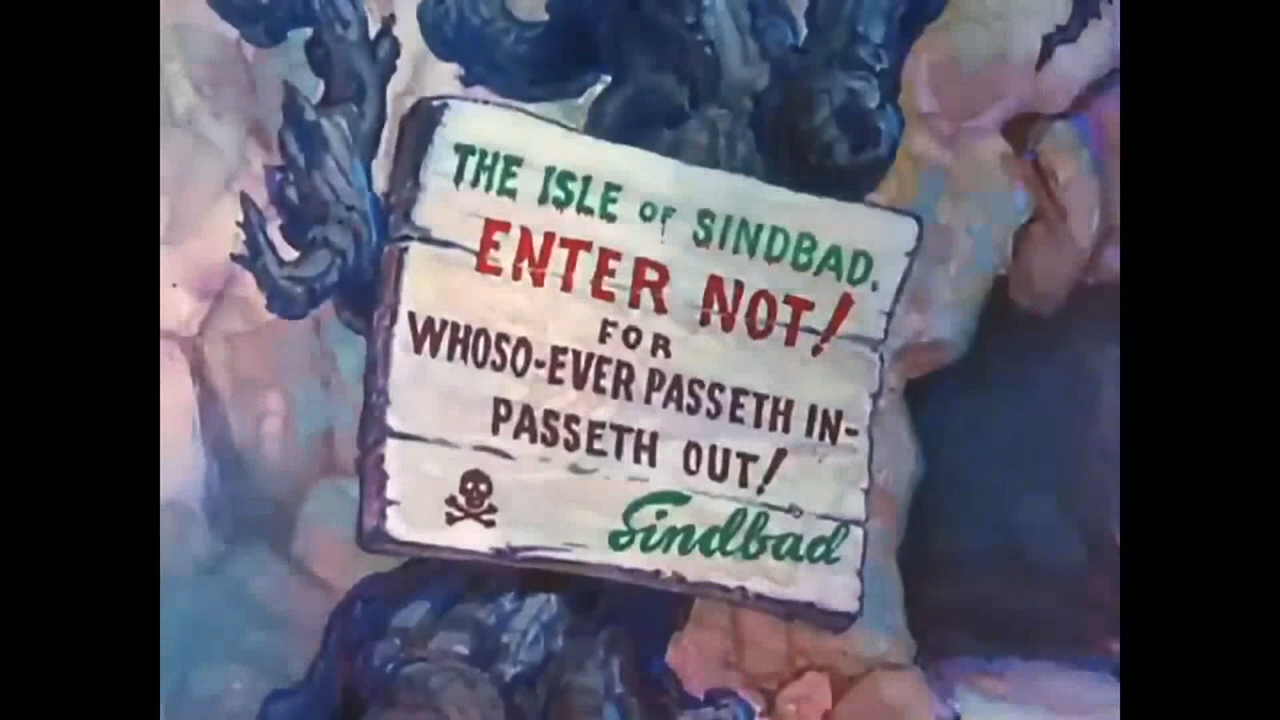 THE ISLE OF SINDBAD.
ENTER NOT!
FOR
WHOSO-EVER PASSETH IN-
PASSETH OUT!
Sindbad